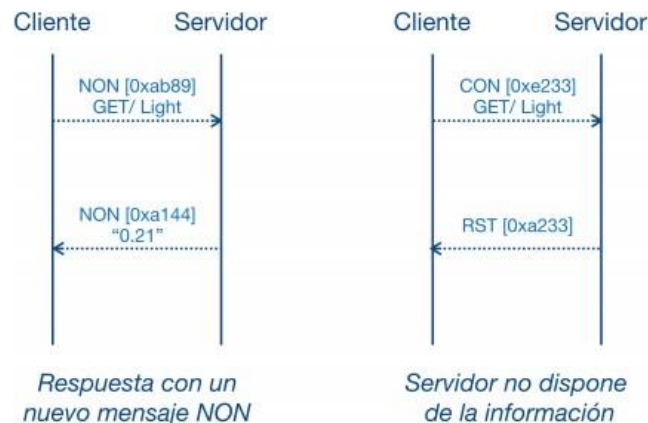 Cliente Servidor
NON [0xab89]
GET/ Light
NON [0xa144]
“0.21”
Respuesta con un
nuevo mensaje NON
Cliente Servidor
CON [0xe233]
GET/ Light
RST [0xa233]
Servidor no dispone
de la información